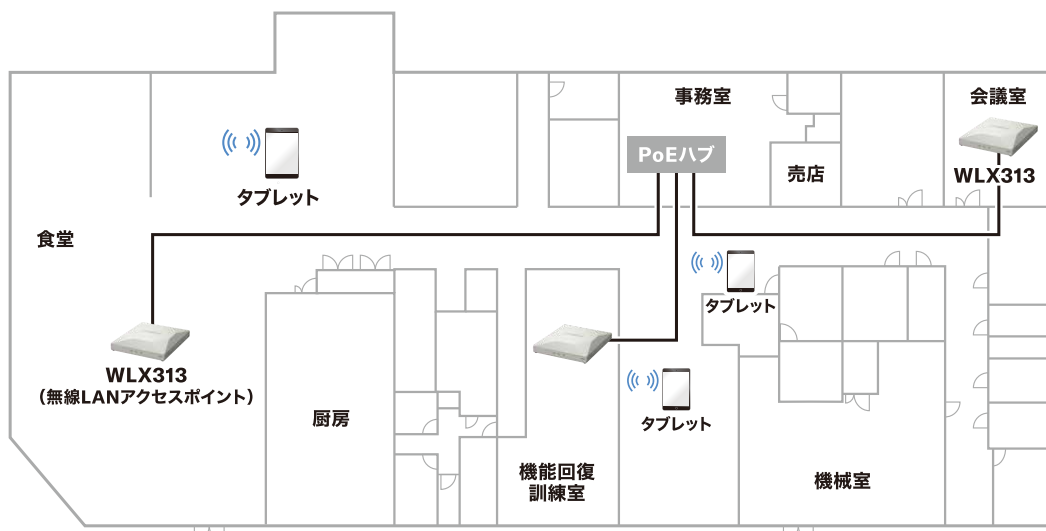 事務室
会議室
PoEハブ
売店
WLX313
タブレット
食堂
タブレット
WLX313
（無線LANアクセスポイント）
厨房
タブレット
機能回復
訓練室
機械室